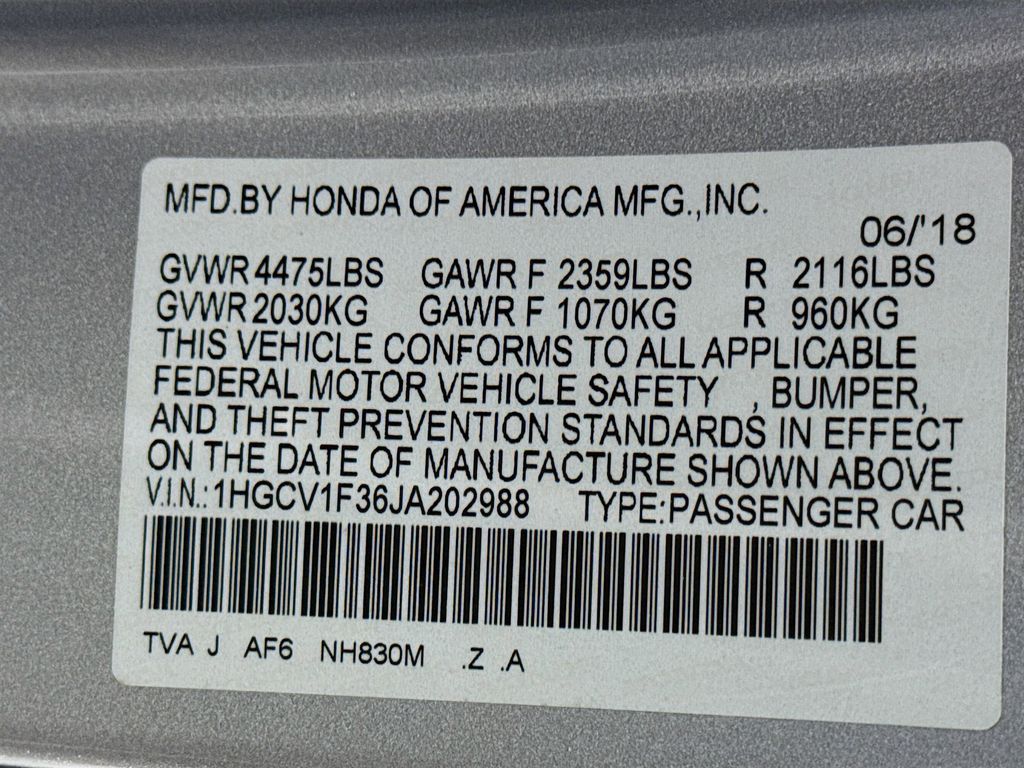 MFD.BY HONDA OF AMERICA MFG.,INC.
06/'18
GVWR 4475LBS GAWR F 2359LBS R 2116LBS
GVWR 2030KG GAWR F 1070KG R 960KG
THIS VEHICLE CONFORMS TO ALL APPLICABLE
FEDERAL MOTOR VEHICLE SAFETY , BUMPER,
AND THEFT PREVENTION STANDARDS IN EFFECT
ON THE DATE OF MANUFACTURE SHOWN ABOVE.
V.I.N.: 1HGCV1F36JA202988 TYPE:PASSENGER CAR
TVA J AF6 NH830M .Z .A